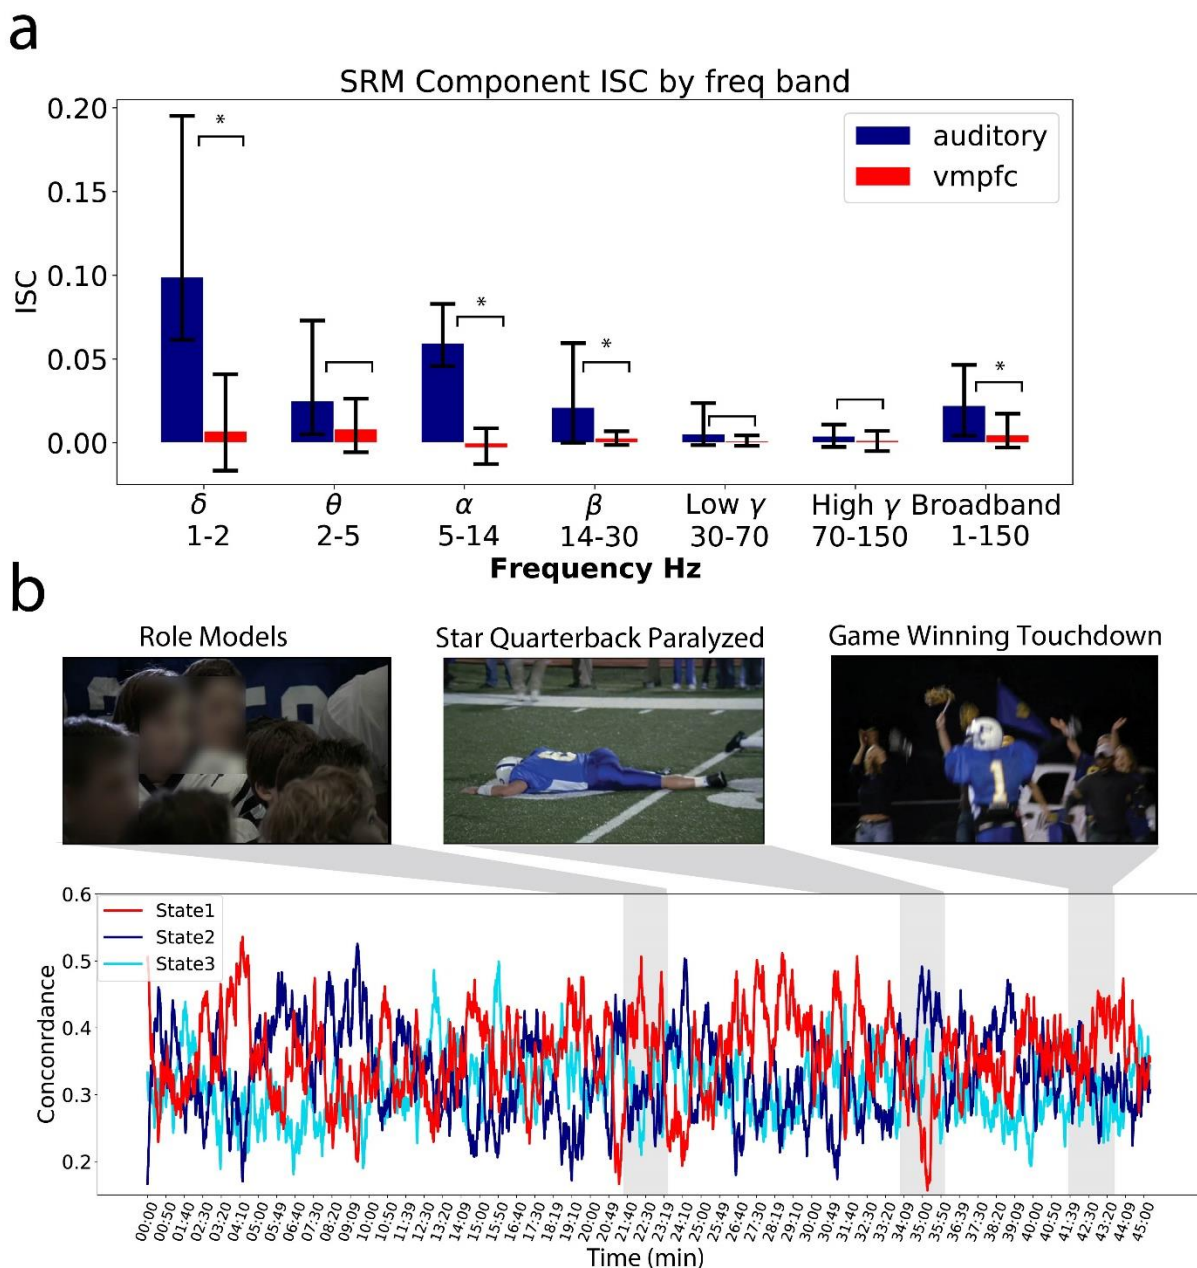 a
SRM Component ISC by freq band
0.20
0.15
0.10
0.05
0.00
ISC
* * * *
auditory
vmpfc
δ θ α β Low γ High γ Broadband
1-2 2-5 5-14 14-30 30-70 70-150 1-150
Frequency Hz
b
Role Models
Star Quarterback Paralyzed
Game Winning Touchdown
1
0.6
0.5
0.4
0.3
0.2
Conconrdance
State1
State2
State3
00:00 00:50 01:40 02:30 03:20 04:10 05:00 05:49 06:40 07:30 08:20 09:09 10:00 10:50 11:39 12:30 13:20 14:09 15:00 15:50 16:40 17:30 18:19 19:10 20:00 20:49 21:40 22:30 23:19 24:10 25:00 25:49 26:40 27:30 28:19 29:10 30:00 30:49 31:40 32:30 33:20 34:09 35:00 35:50 36:39 37:30 38:20 39:09 40:00 40:50 41:39 42:30 43:20 44:09 45:00
Time (min)